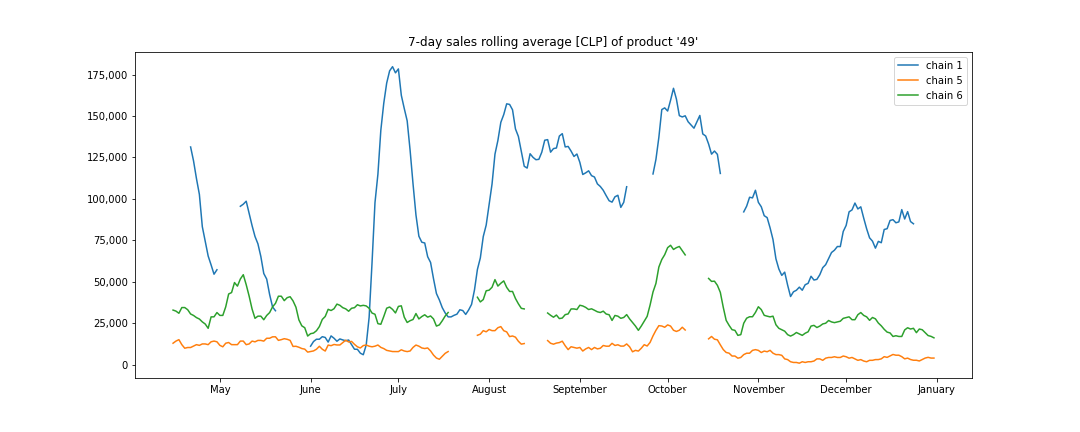 7-day sales rolling average [CLP] of product '49'
chain 1
chain 5
chain 6
175,000
150,000
125,000
100,000
75,000
50,000
25,000
0
May June July August September October November December January